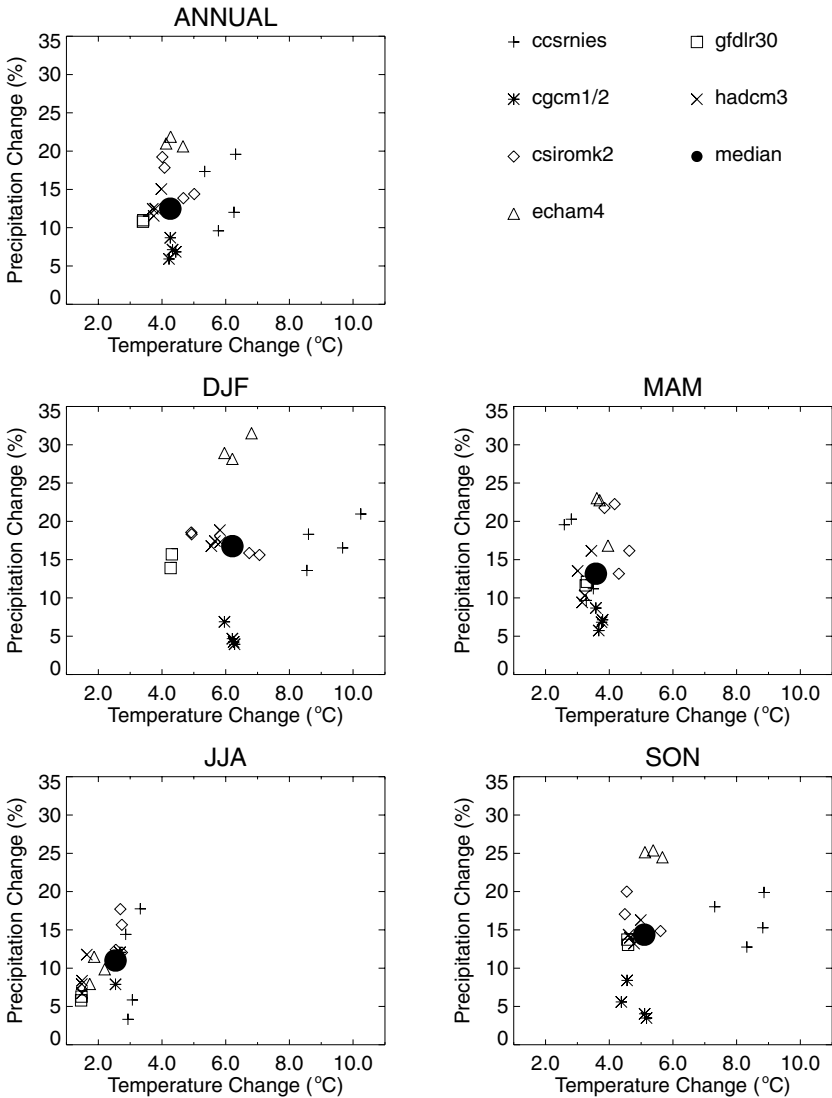 ANNUAL
Precipitation Change (%)
35
30
25
20
15
10
5
0
2.0 4.0 6.0 8.0 10.0
Temperature Change (°C)
ccsrnies
cgcm1/2
csiromk2
echam4
gfdlr30
hadcm3
median
DJF
Precipitation Change (%)
35
30
25
20
15
10
5
0
2.0 4.0 6.0 8.0 10.0
Temperature Change (°C)
MAM
Precipitation Change (%)
35
30
25
20
15
10
5
0
2.0 4.0 6.0 8.0 10.0
Temperature Change (°C)
JJA
Precipitation Change (%)
35
30
25
20
15
10
5
0
2.0 4.0 6.0 8.0 10.0
Temperature Change (°C)
SON
Precipitation Change (%)
35
30
25
20
15
10
5
0
2.0 4.0 6.0 8.0 10.0
Temperature Change (°C)